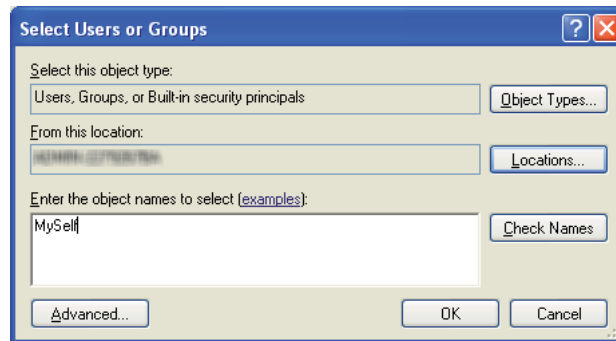 Select Users or Groups
Select this object type:
Users, Groups, or Built-in security principals
Object Types...
From this location:
Locations...
Enter the object names to select (examples):
MySelf
Check Names
Advanced...
OK
Cancel